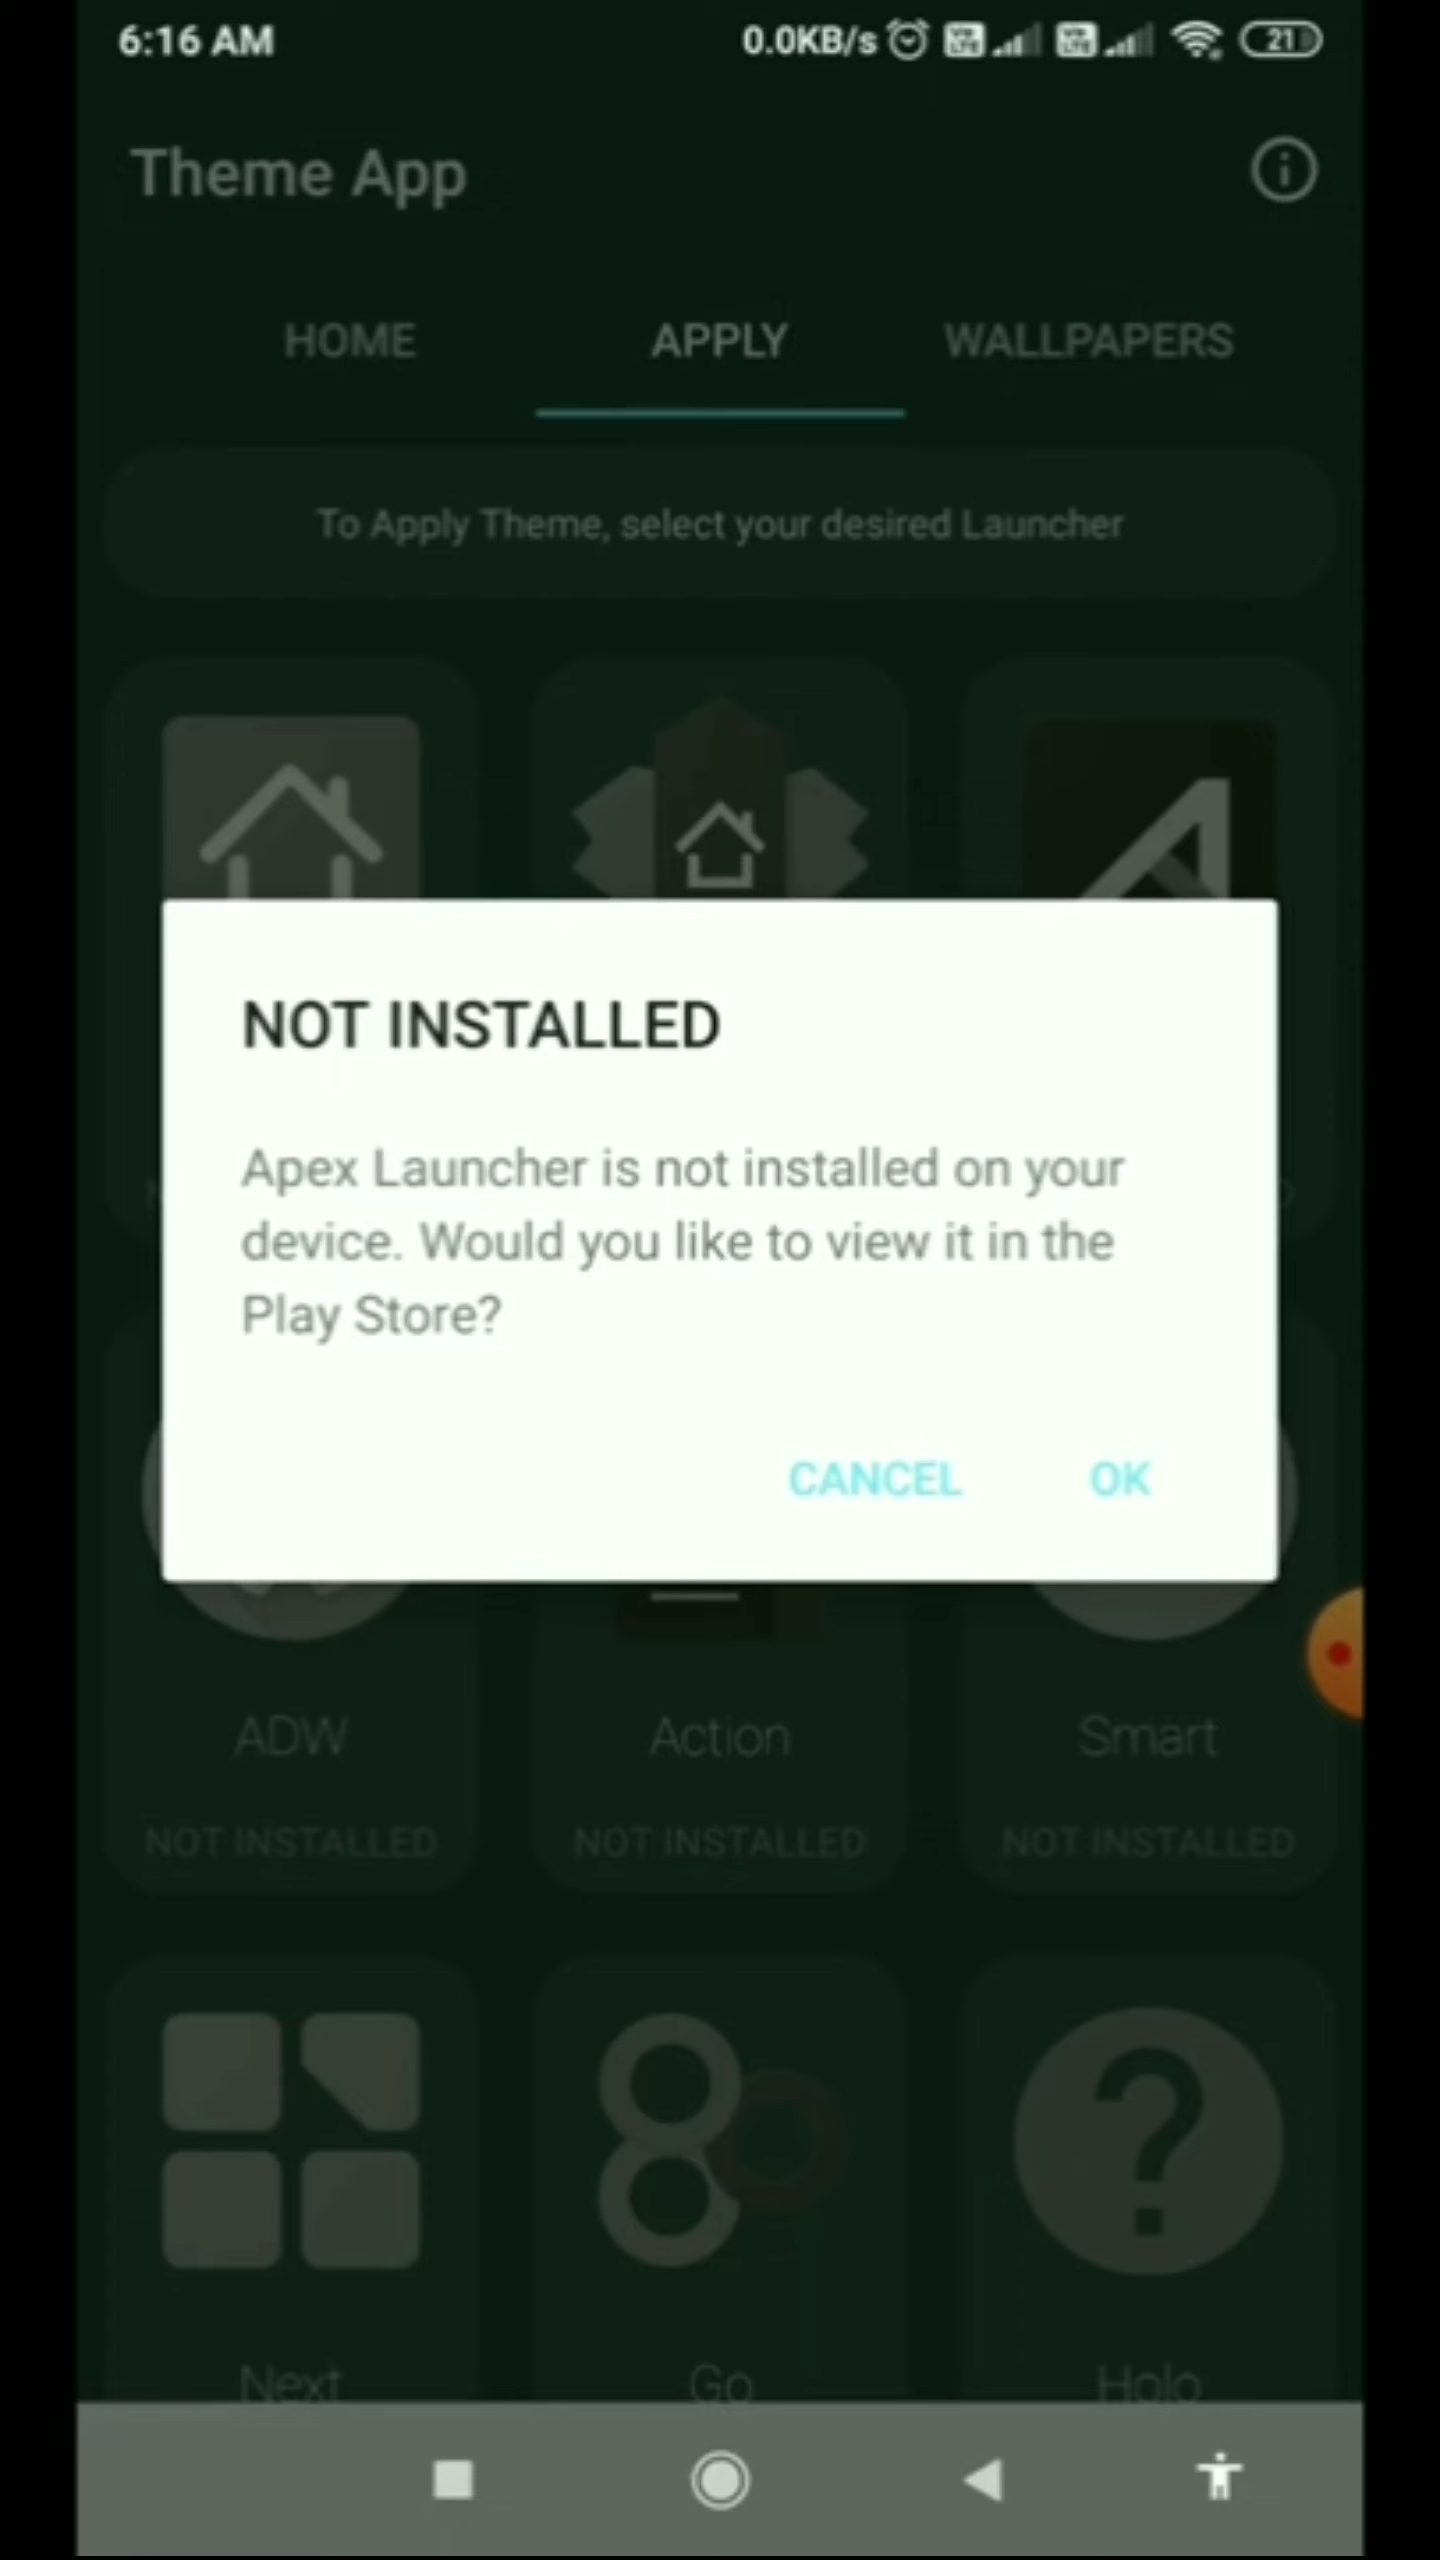 6:16 AM
0.0KB/s
21
Theme App
HOME
APPLY
WALLPAPERS
To Apply Theme, select your desired Launcher
NOT INSTALLED
Apex Launcher is not installed on your
device. Would you like to view it in the
Play Store?
CANCEL
OK
ADW
Action
Smart
NOT INSTALLED
NOT INSTALLED
NOT INSTALLED
Next
Go
Holo